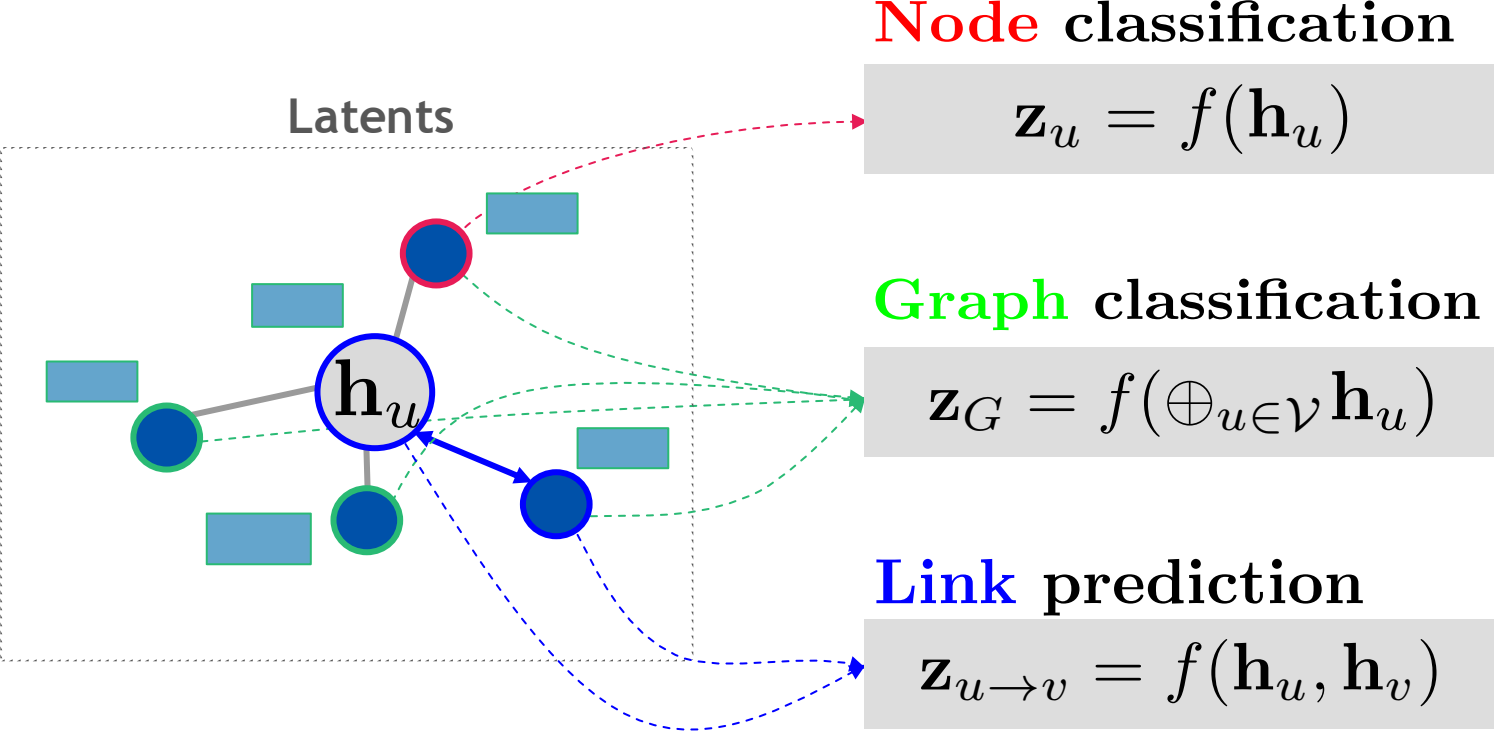 Latents
h_u
Node classification
z_u = f(h_u)
Graph classification
z_G = f(⊕_{u∈𝒱} h_u)
Link prediction
z_{u→v} = f(h_u, h_v)